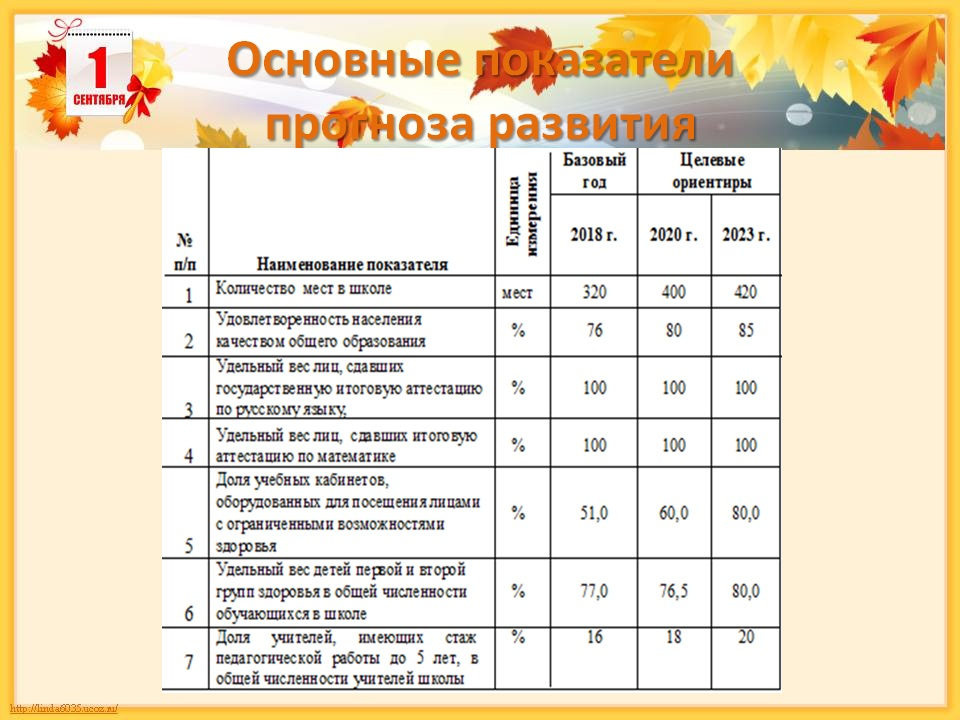 1
СЕНТЯБРЯ
Основные показатели
прогноза развития
№
п/п
Наименование показателя
Единица
измерения
Базовый
год
Целевые
ориентиры
2018 г.
2020 г.
2023 г.
1
Количество мест в школе
мест
320
400
420
2
Удовлетворенность населения
качеством общего образования
%
76
80
85
3
Удельный вес лиц, сдавших
государственную итоговую аттестацию
по русскому языку,
%
100
100
100
4
Удельный вес лиц, сдавших итоговую
аттестацию по математике
%
100
100
100
5
Доля учебных кабинетов,
оборудованных для посещения лицами
с ограниченными возможностями
здоровья
%
51,0
60,0
80,0
6
Удельный вес детей первой и второй
групп здоровья в общей численности
обучающихся в школе
%
77,0
76,5
80,0
7
Доля учителей, имеющих стаж
педагогической работы до 5 лет, в
общей численности учителей школы
%
16
18
20
http://linda6035.ucoz.ru/